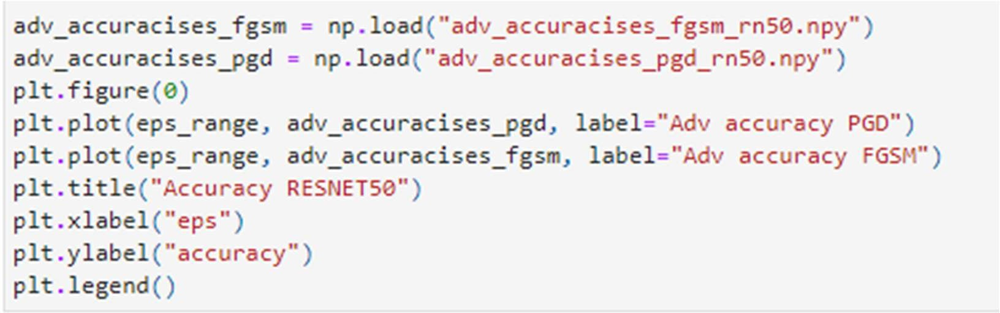 adv_accuracises_fgsm = np.load("adv_accuracises_fgsm_rn50.npy")
adv_accuracises_pgd = np.load("adv_accuracises_pgd_rn50.npy")
plt.figure(0)
plt.plot(eps_range, adv_accuracises_pgd, label="Adv accuracy PGD")
plt.plot(eps_range, adv_accuracises_fgsm, label="Adv accuracy FGSM")
plt.title("Accuracy RESNET50")
plt.xlabel("eps")
plt.ylabel("accuracy")
plt.legend()